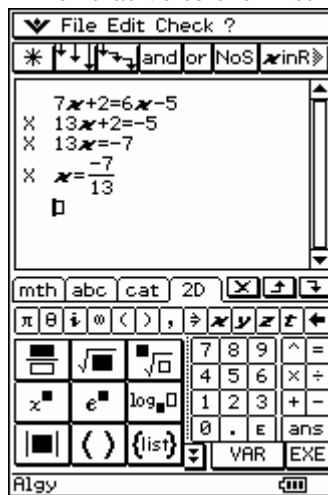 File Edit Check ?
and or NoS xinR
7x+2=6x-5
X 13x+2=-5
X 13x=-7
X x=-7/13
mth abc cat 2D
π θ i ∞ ( ) , ⇒ x y z t ←
√■ ■√□ 7 8 9 ^ =
4 5 6 × ÷
x■ e■ log■□ 1 2 3 + -
|■| ( ) {list} 0 . E ans
VAR EXE
Algy